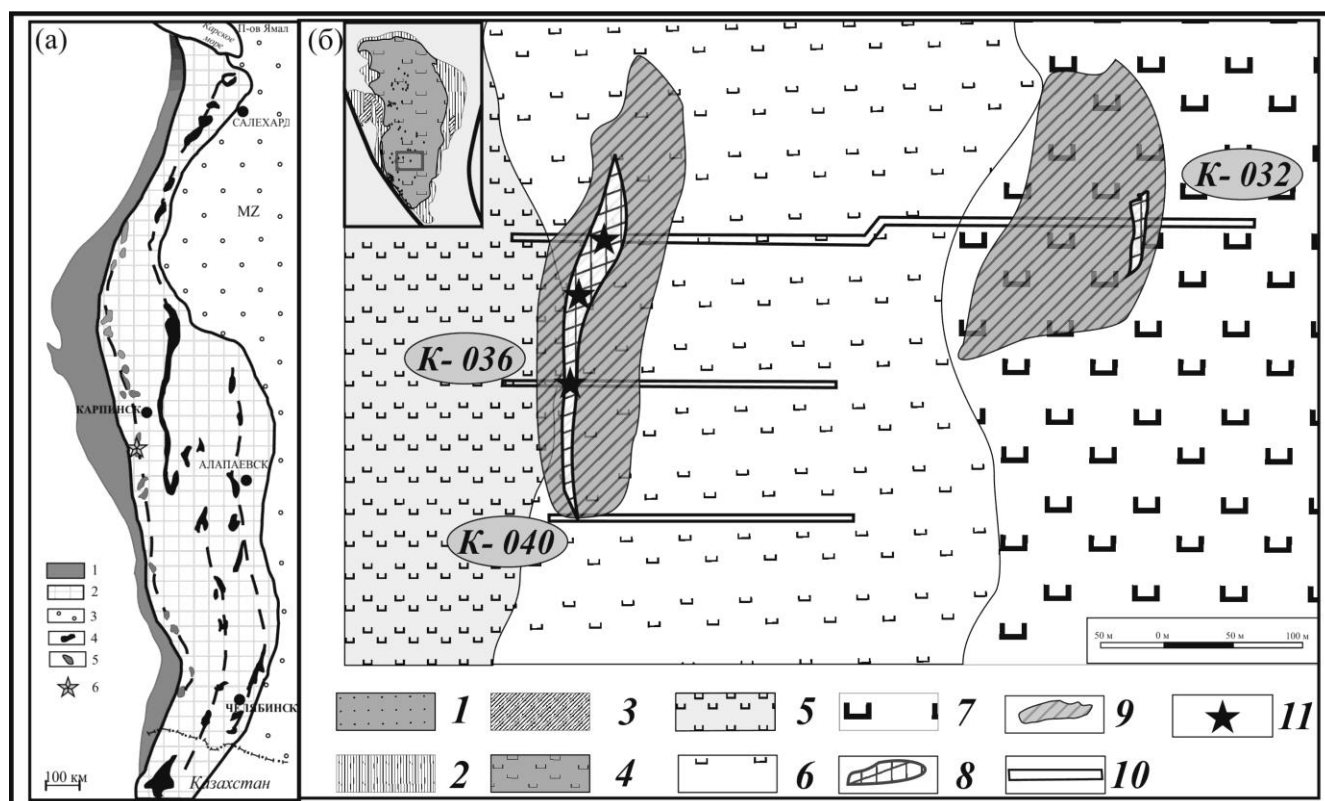 (а)
Карское
море
П-ов Ямал
САЛЕХАРД
MZ
КАРПИНСК
АЛАПАЕВСК
1
2
3
4
5
6
ЧЕЛЯБИНСК
100 км
Казахстан
(б)
К- 032
К- 036
К- 040
50 м 0 м 50 м 100 м
1 3 5 7 9 11
2 4 6 8 10